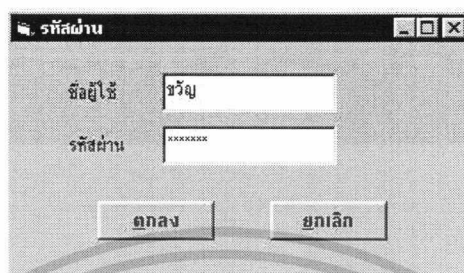 รหัสผ่าน
ชื่อผู้ใช้ ขวัญ
รหัสผ่าน xxxxxxx
ตกลง ยกเลิก